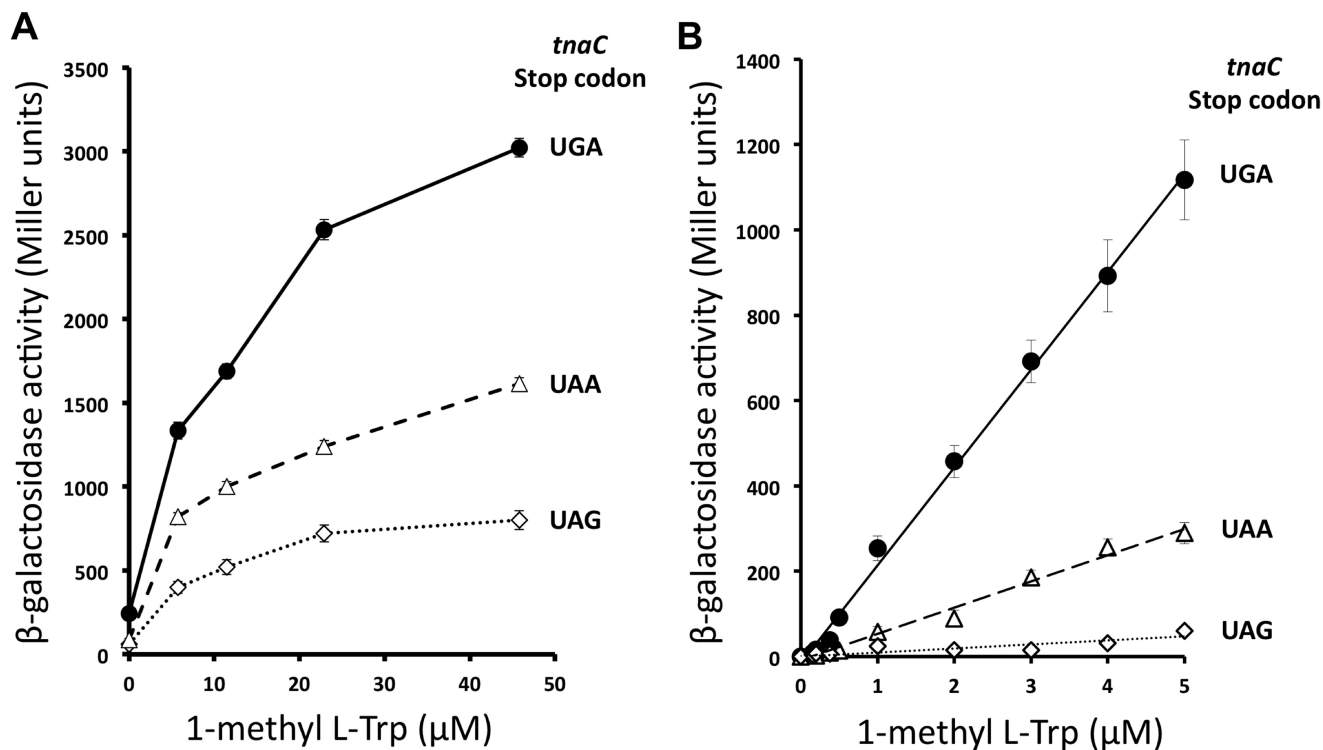 A
β-galactosidase activity (Miller units)
3500
3000
2500
2000
1500
1000
500
0
0 10 20 30 40 50
1-methyl L-Trp (μM)
tnaC
Stop codon
UGA
UAA
UAG
B
β-galactosidase activity (Miller units)
1400
1200
1000
800
600
400
200
0
0 1 2 3 4 5
1-methyl L-Trp (μM)
tnaC
Stop codon
UGA
UAA
UAG